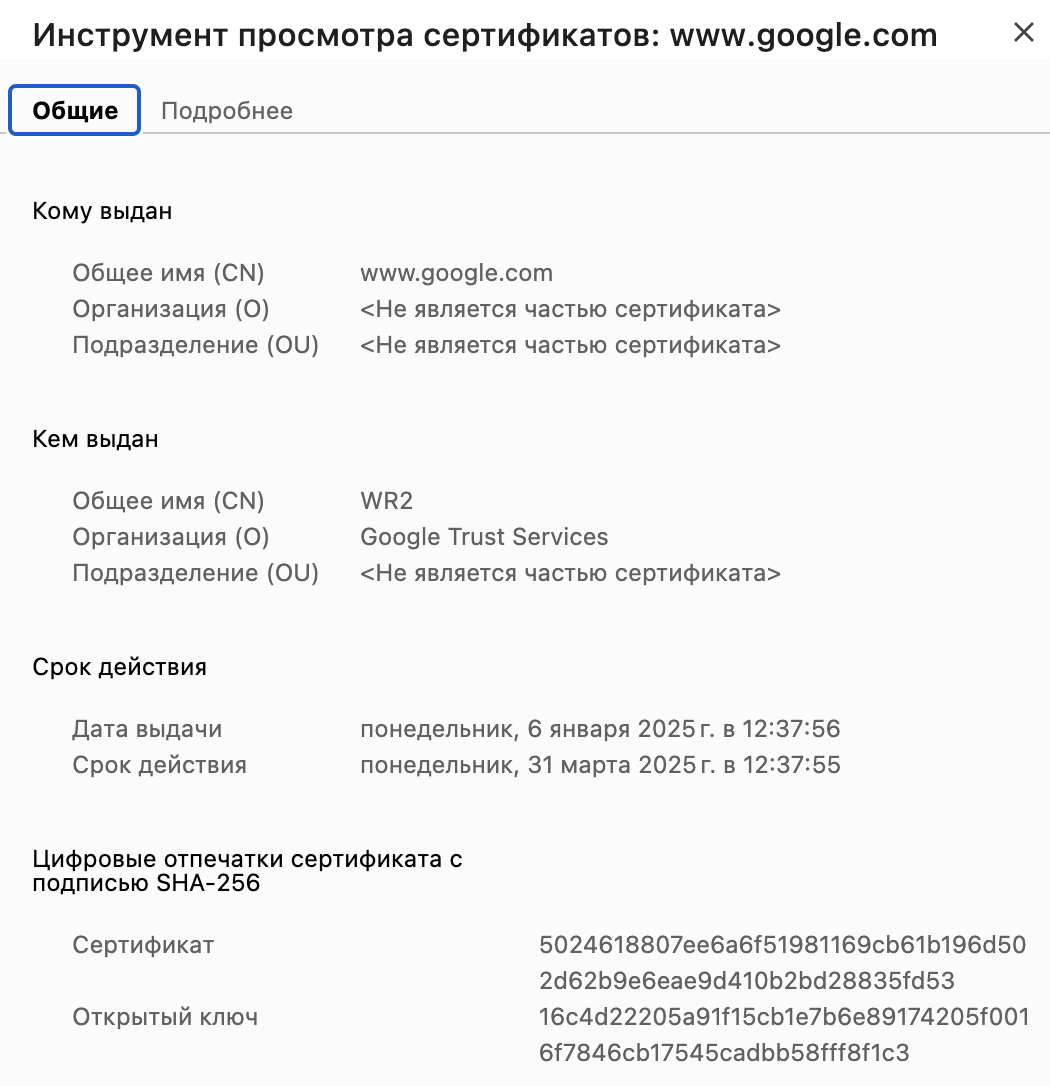 Инструмент просмотра сертификатов: www.google.com
Общие Подробнее
Кому выдан
Общее имя (CN) www.google.com
Организация (O) <Не является частью сертификата>
Подразделение (OU) <Не является частью сертификата>
Кем выдан
Общее имя (CN) WR2
Организация (O) Google Trust Services
Подразделение (OU) <Не является частью сертификата>
Срок действия
Дата выдачи понедельник, 6 января 2025 г. в 12:37:56
Срок действия понедельник, 31 марта 2025 г. в 12:37:55
Цифровые отпечатки сертификата с
подписью SHA-256
Сертификат 5024618807ee6a6f51981169cb61b196d50
2d62b9e6eae9d410b2bd28835fd53
Открытый ключ 16c4d22205a91f15cb1e7b6e89174205f001
6f7846cb17545cadbb58fff8f1c3